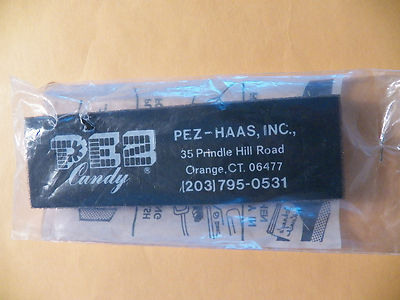 PEZ
Candy®
PEZ-HAAS, INC.,
35 Prindle Hill Road
Orange, CT. 06477
(203) 795-0531